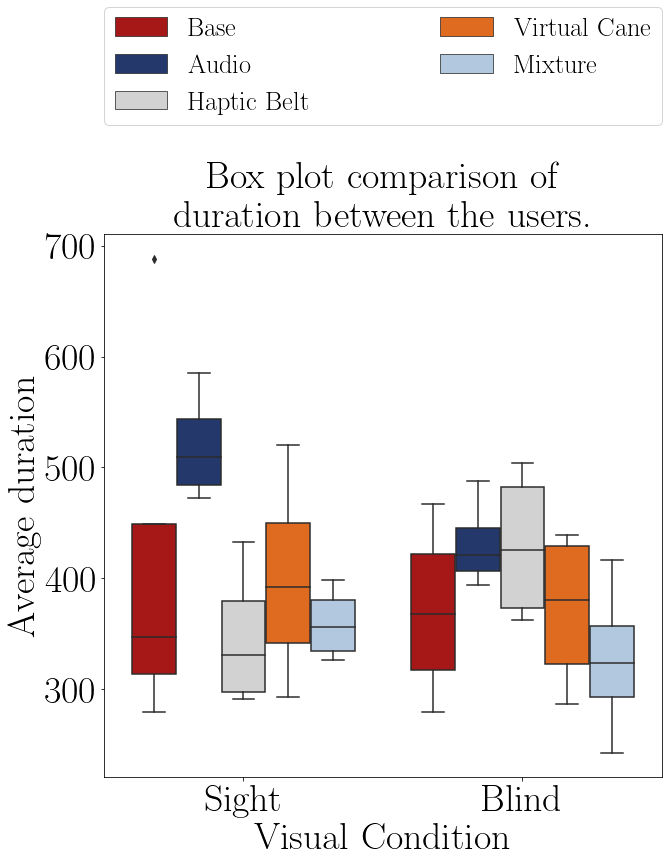 Base
Audio
Haptic Belt
Virtual Cane
Mixture
Box plot comparison of
duration between the users.
700
600
500
400
300
Average duration
Sight
Blind
Visual Condition